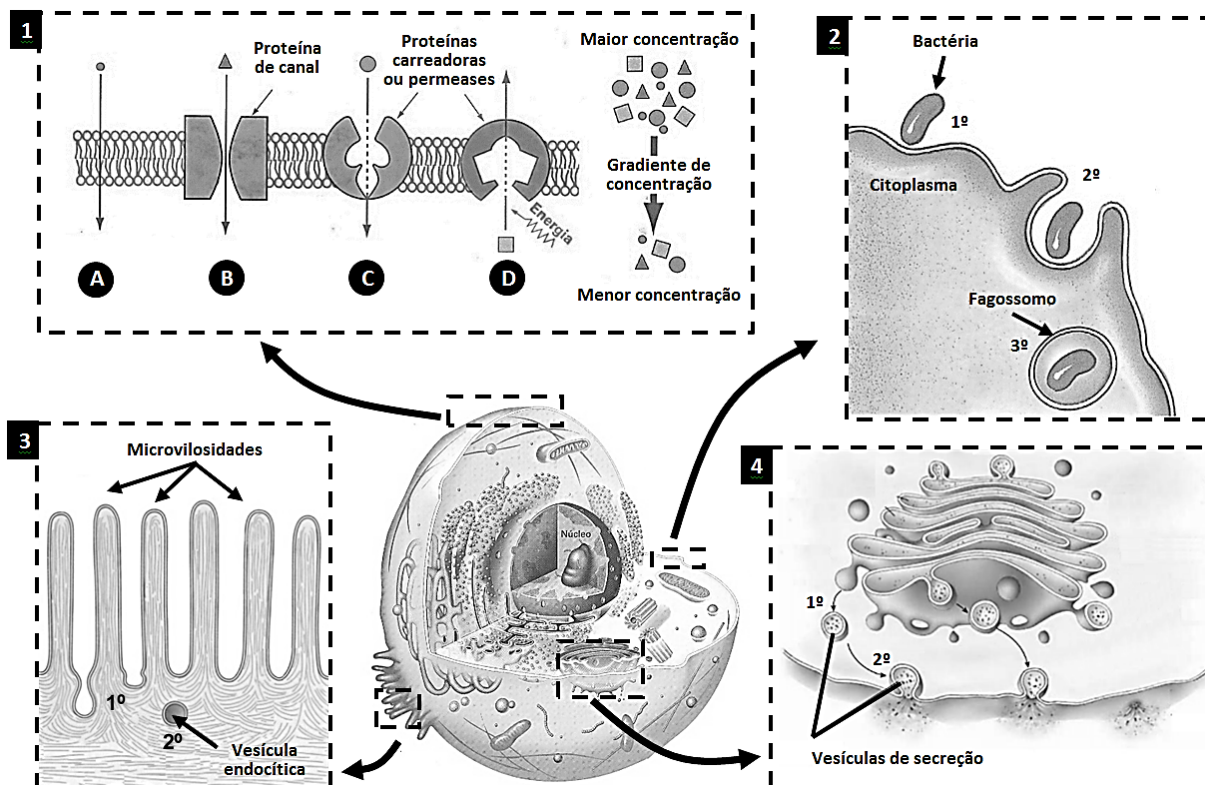 1
Proteína
de canal
Proteínas
carreadoras
ou permeases
Maior concentração
Gradiente de
concentração
Menor concentração
Energia
A
B
C
D
2
Bactéria
1º
Citoplasma
2º
Fagossomo
3º
3
Microvilosidades
1º
2º
Vesícula
endocítica
Núcleo
4
1º
2º
Vesículas de secreção